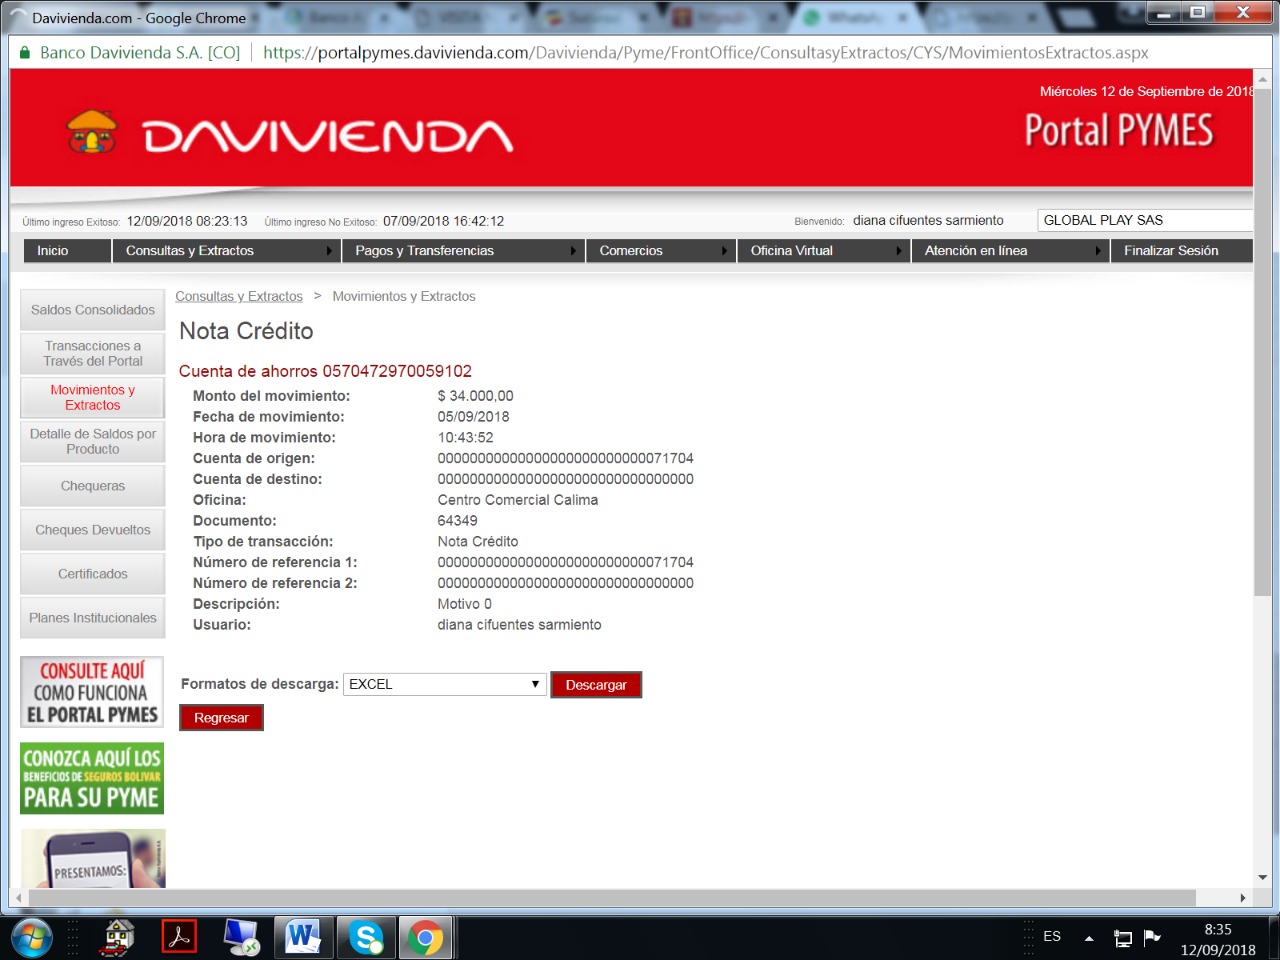 Davivienda.com - Google Chrome
Banco Davivienda S.A. [CO] https://portalpymes.davivienda.com/Davivienda/Pyme/FrontOffice/ConsultasyExtractos/CYS/MovimientosExtractos.aspx
Miércoles 12 de Septiembre de 2018
DAVIVIENDA
Portal PYMES
Último ingreso Exitoso: 12/09/2018 08:23:13 Último ingreso No Exitoso: 07/09/2018 16:42:12 Bienvenido: diana cifuentes sarmiento GLOBAL PLAY SAS
Inicio Consultas y Extractos Pagos y Transferencias Comercios Oficina Virtual Atención en línea Finalizar Sesión
Saldos Consolidados
Transacciones a
Través del Portal
Movimientos y
Extractos
Detalle de Saldos por
Producto
Chequeras
Cheques Devueltos
Certificados
Planes Institucionales
CONSULTE AQUÍ
COMO FUNCIONA
EL PORTAL PYMES
CONOZCA AQUÍ LOS
BENEFICIOS DE SEGUROS BOLIVAR
PARA SU PYME
PRESENTAMOS:
Consultas y Extractos > Movimientos y Extractos
Nota Crédito
Cuenta de ahorros 0570472970059102
Monto del movimiento: $ 34.000,00
Fecha de movimiento: 05/09/2018
Hora de movimiento: 10:43:52
Cuenta de origen: 00000000000000000000000000071704
Cuenta de destino: 00000000000000000000000000000000
Oficina: Centro Comercial Calima
Documento: 64349
Tipo de transacción: Nota Crédito
Número de referencia 1: 00000000000000000000000000071704
Número de referencia 2: 00000000000000000000000000000000
Descripción: Motivo 0
Usuario: diana cifuentes sarmiento
Formatos de descarga: EXCEL Descargar
Regresar
ES
8:35
12/09/2018